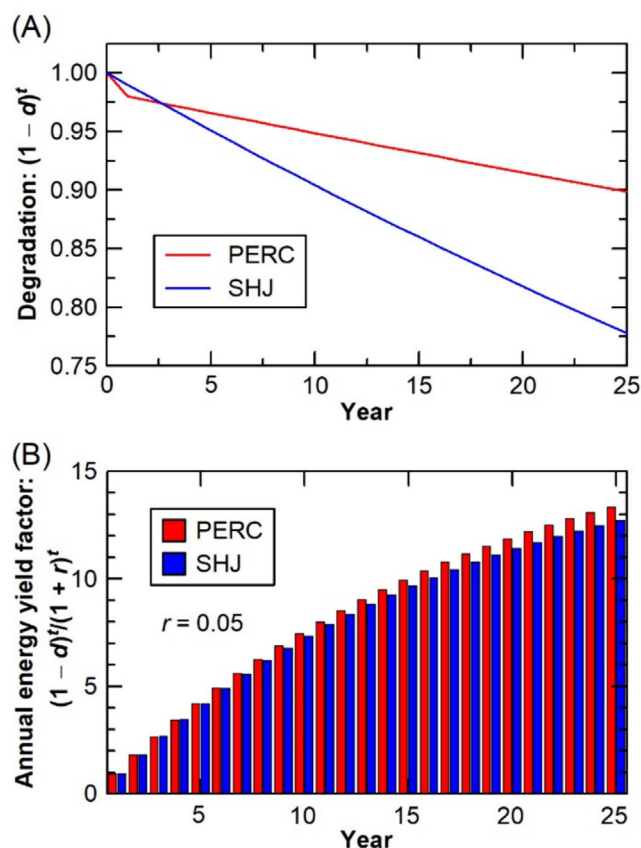 (A)
Degradation: (1 − d)^t
1.00
0.95
0.90
0.85
0.80
0.75
PERC
SHJ
0
5
10
15
20
25
Year
(B)
Annual energy yield factor:
(1 − d)^t/(1 + r)^t
15
10
5
0
PERC
SHJ
r = 0.05
5
10
15
20
25
Year